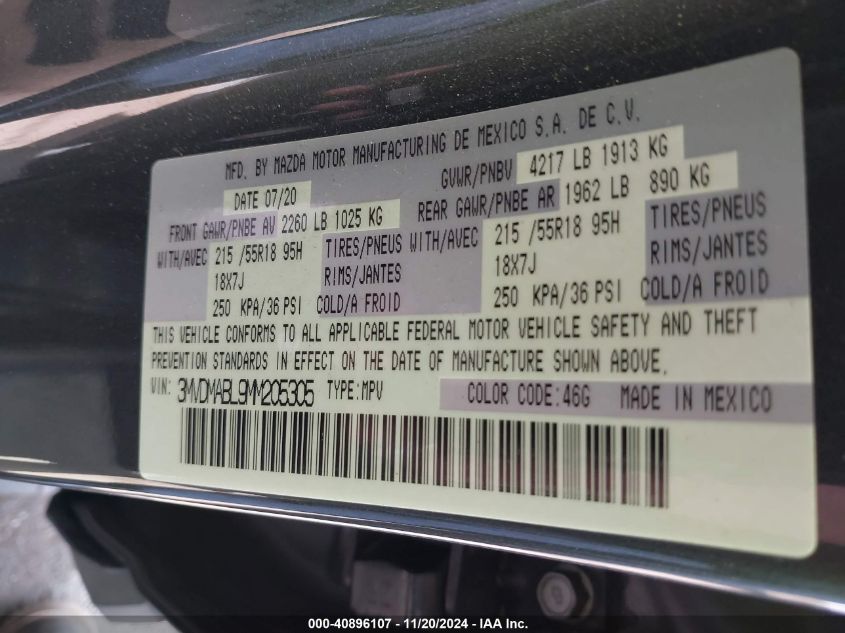 MFD. BY MAZDA MOTOR MANUFACTURING DE MEXICO S.A. DE C.V.
DATE 07/20 GVWR/PNBV 4217 LB 1913 KG
FRONT GAWR/PNBE AV 2260 LB 1025 KG REAR GAWR/PNBE AR 1962 LB 890 KG
WITH/AVEC 215 /55R18 95H TIRES/PNEUS WITH/AVEC 215 /55R18 95H TIRES/PNEUS
18X7J RIMS/JANTES 18X7J RIMS/JANTES
250 KPA/36 PSI COLD/A FROID 250 KPA/36 PSI COLD/A FROID
THIS VEHICLE CONFORMS TO ALL APPLICABLE FEDERAL MOTOR VEHICLE SAFETY AND THEFT
PREVENTION STANDARDS IN EFFECT ON THE DATE OF MANUFACTURE SHOWN ABOVE.
VIN: 3MVDMABL9MM205305 TYPE:MPV COLOR CODE:46G MADE IN MEXICO
000-40896107 - 11/20/2024 - IAA Inc.